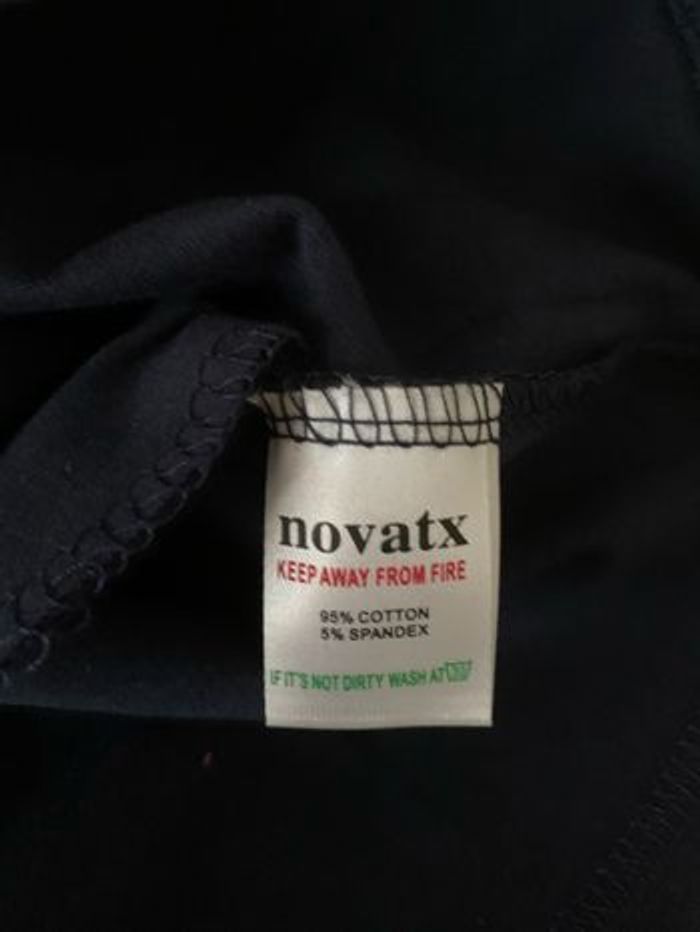 novatx
KEEP AWAY FROM FIRE
95% COTTON
5% SPANDEX
IF IT'S NOT DIRTY WASH AT